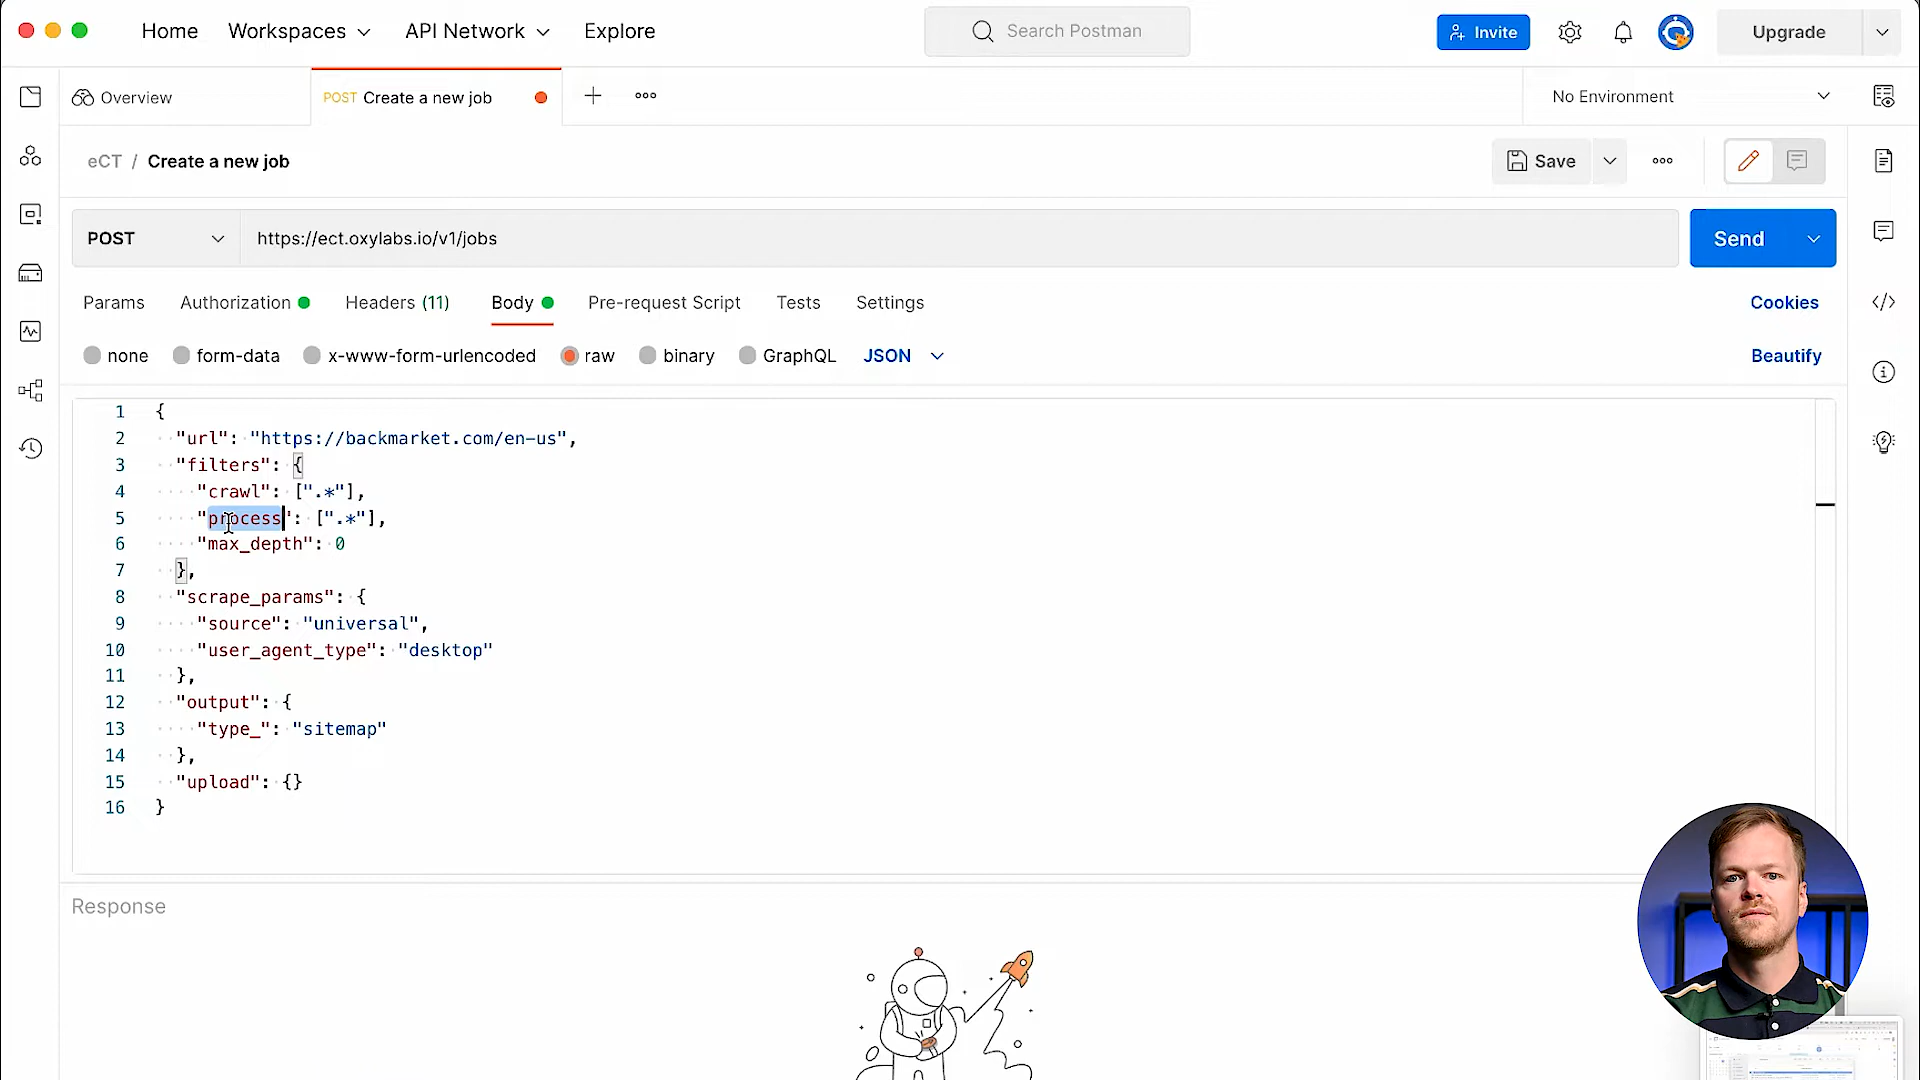 Home Workspaces API Network Explore Search Postman Invite Upgrade
Overview POST Create a new job No Environment
eCT / Create a new job Save
POST https://ect.oxylabs.io/v1/jobs Send
Params Authorization Headers (11) Body Pre-request Script Tests Settings Cookies
none form-data x-www-form-urlencoded raw binary GraphQL JSON Beautify
1 {
2 "url": "https://backmarket.com/en-us",
3 "filters": {
4 "crawl": [".*"],
5 "process": [".*"],
6 "max_depth": 0
7 },
8 "scrape_params": {
9 "source": "universal",
10 "user_agent_type": "desktop"
11 },
12 "output": {
13 "type_": "sitemap"
14 },
15 "upload": {}
16 }
Response